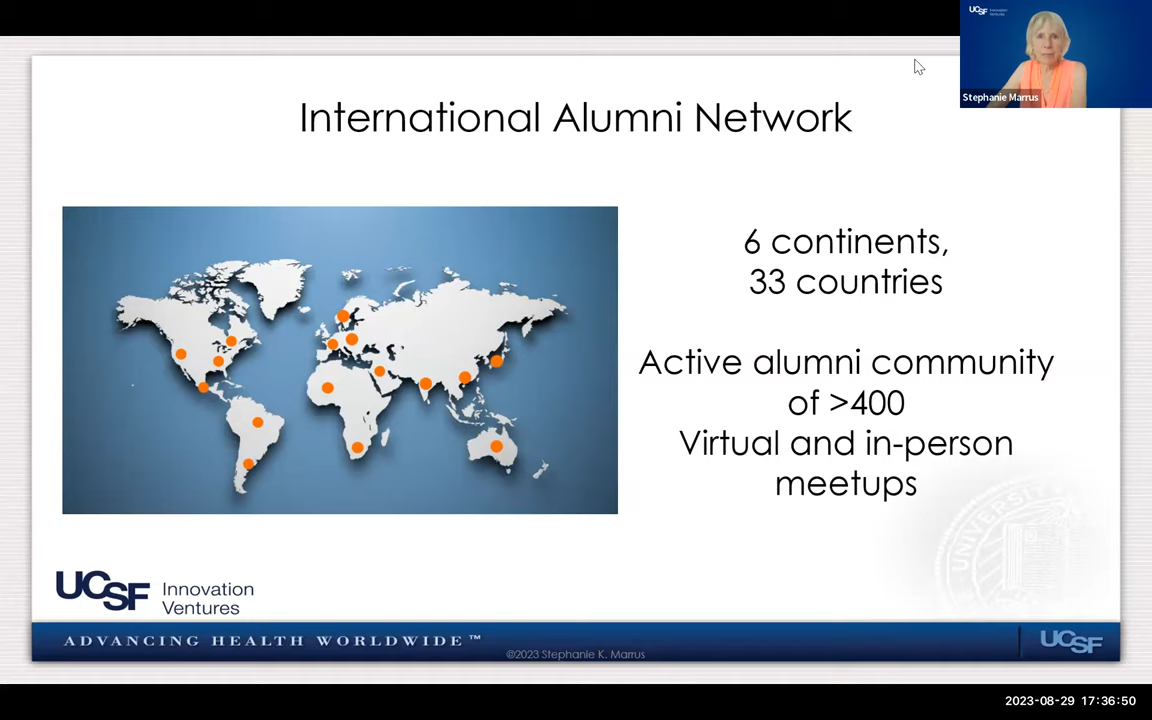 UCSF Innovation
Ventures
Stephanie Marrus
International Alumni Network
6 continents,
33 countries
Active alumni community
of >400
Virtual and in-person
meetups
UNIVERSITY
UCSF Innovation
Ventures
ADVANCING HEALTH WORLDWIDE™
UCSF
©2023 Stephanie K. Marrus
2023-08-29 17:36:50